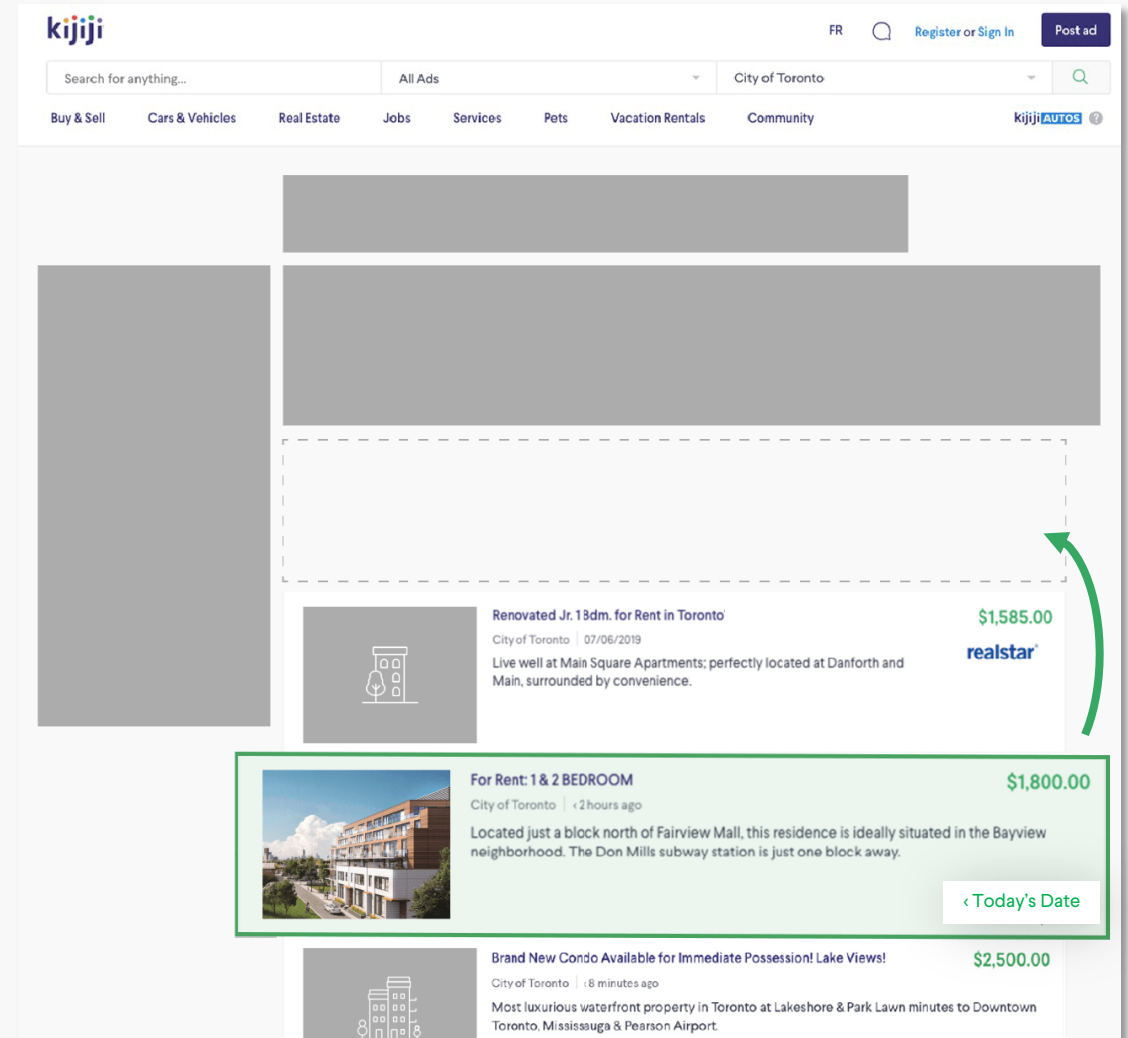 kijiji
FR
Register or Sign In
Post ad
Search for anything...
All Ads
City of Toronto
Buy & Sell
Cars & Vehicles
Real Estate
Jobs
Services
Pets
Vacation Rentals
Community
kijiji AUTOS ?
Renovated Jr. 1 Bdm. for Rent in Toronto
$1,585.00
City of Toronto | 07/06/2019
realstar
Live well at Main Square Apartments; perfectly located at Danforth and
Main, surrounded by convenience.
For Rent: 1 & 2 BEDROOM
$1,800.00
City of Toronto | < 2 hours ago
Located just a block north of Fairview Mall, this residence is ideally situated in the Bayview
neighborhood. The Don Mills subway station is just one block away.
‹ Today's Date
Brand New Condo Available for Immediate Possession! Lake Views!
$2,500.00
City of Toronto | ‹ 8 minutes ago
Most luxurious waterfront property in Toronto at Lakeshore & Park Lawn minutes to Downtown
Toronto, Mississauga & Pearson Airport.